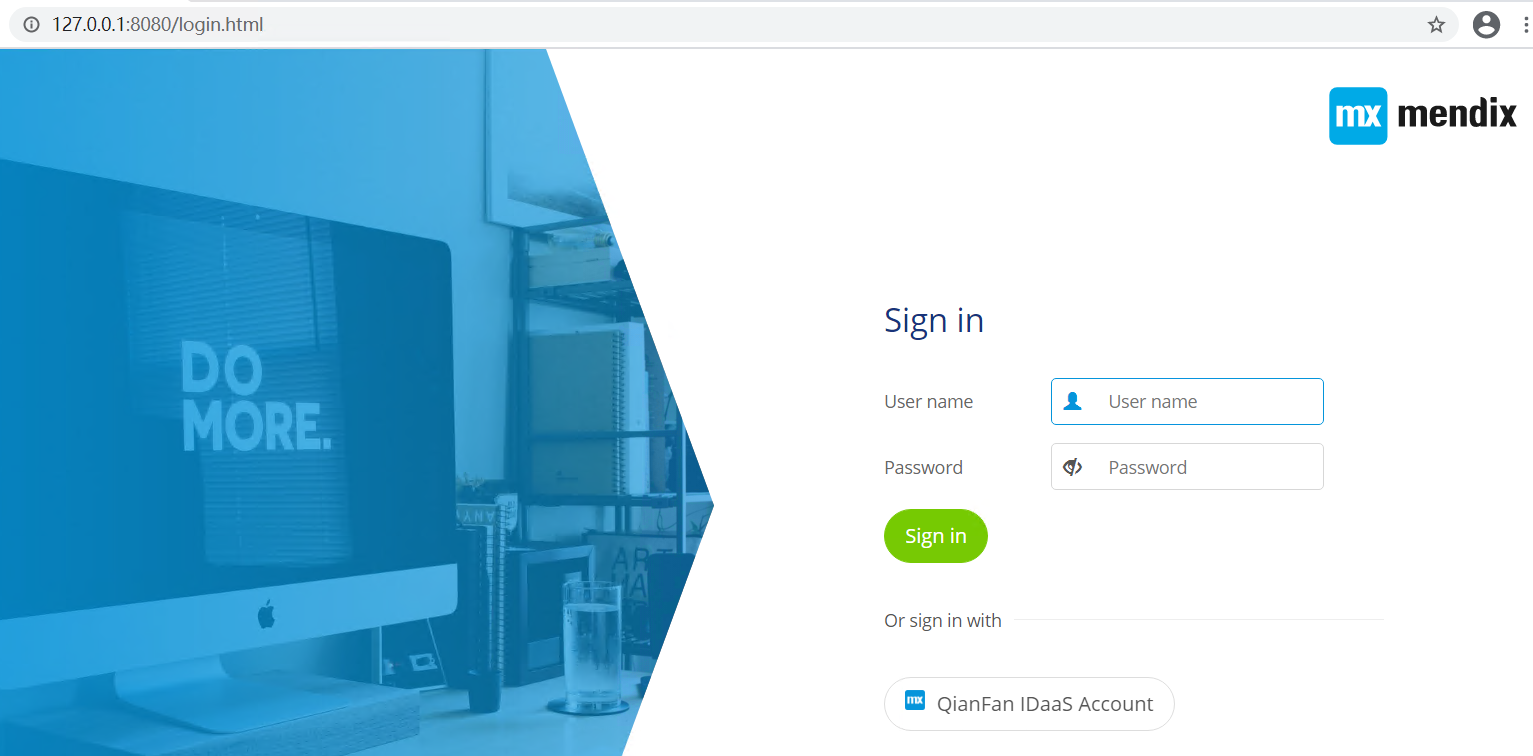 127.0.0.1:8080/login.html
mx mendix
DO
MORE.
Sign in
User name
User name
Password
Password
Sign in
Or sign in with
mx QianFan IDaaS Account